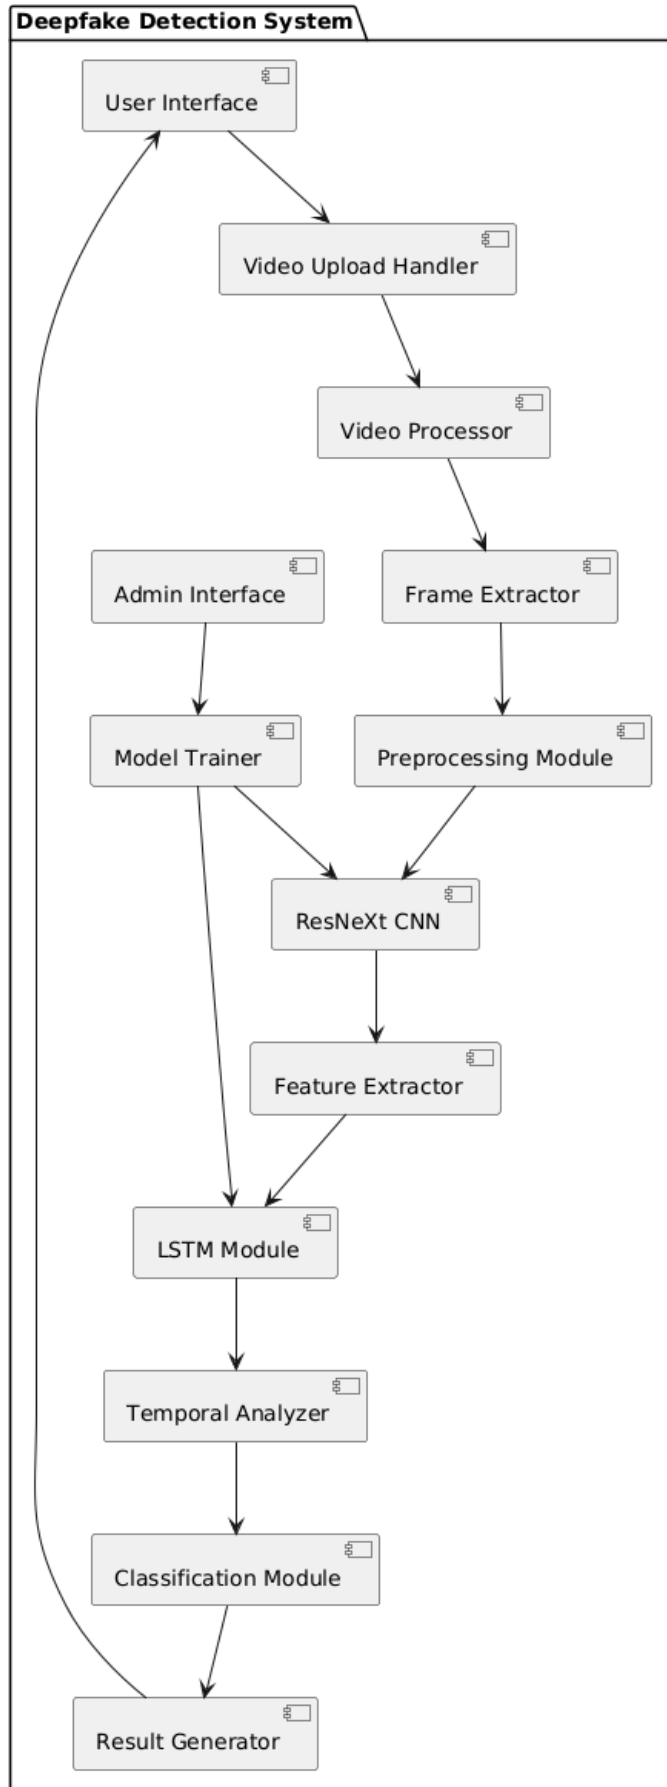 Deepfake Detection System
User Interface
Video Upload Handler
Video Processor
Admin Interface
Frame Extractor
Model Trainer
Preprocessing Module
ResNeXt CNN
Feature Extractor
LSTM Module
Temporal Analyzer
Classification Module
Result Generator